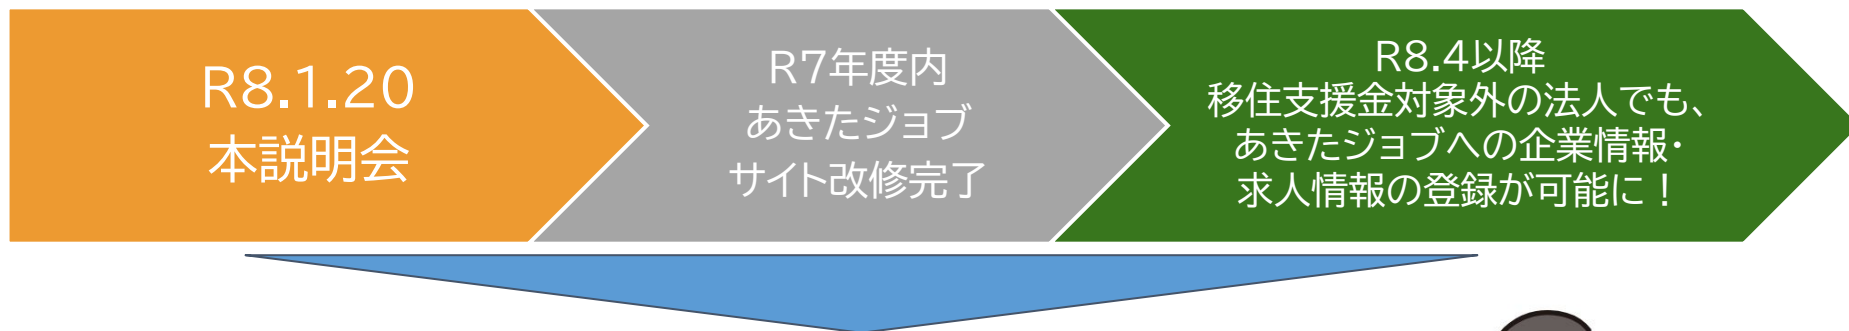 R8.1.20
本説明会
R7年度内
あきたジョブ
サイト改修完了
R8.4以降
移住支援金対象外の法人でも、
あきたジョブへの企業情報・
求人情報の登録が可能に！